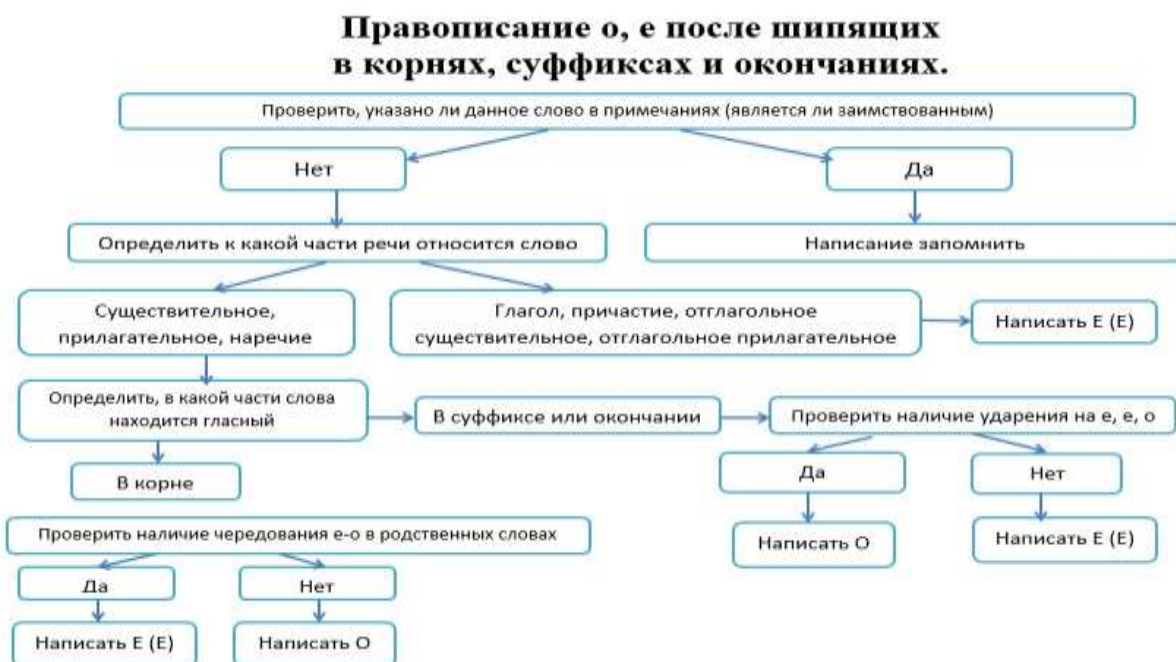 Правописание о, е после шипящих
в корнях, суффиксах и окончаниях.
Проверить, указано ли данное слово в примечаниях (является ли заимствованным)
Нет
Да
Определить к какой части речи относится слово
Написание запомнить
Существительное,
прилагательное, наречие
Глагол, причастие, отглагольное
существительное, отглагольное прилагательное
Написать Е (Е)
Определить, в какой части слова
находится гласный
В суффиксе или окончании
Проверить наличие ударения на е, е, о
В корне
Да
Нет
Проверить наличие чередования е-о в родственных словах
Написать О
Написать Е (Е)
Да
Нет
Написать Е (Е)
Написать О